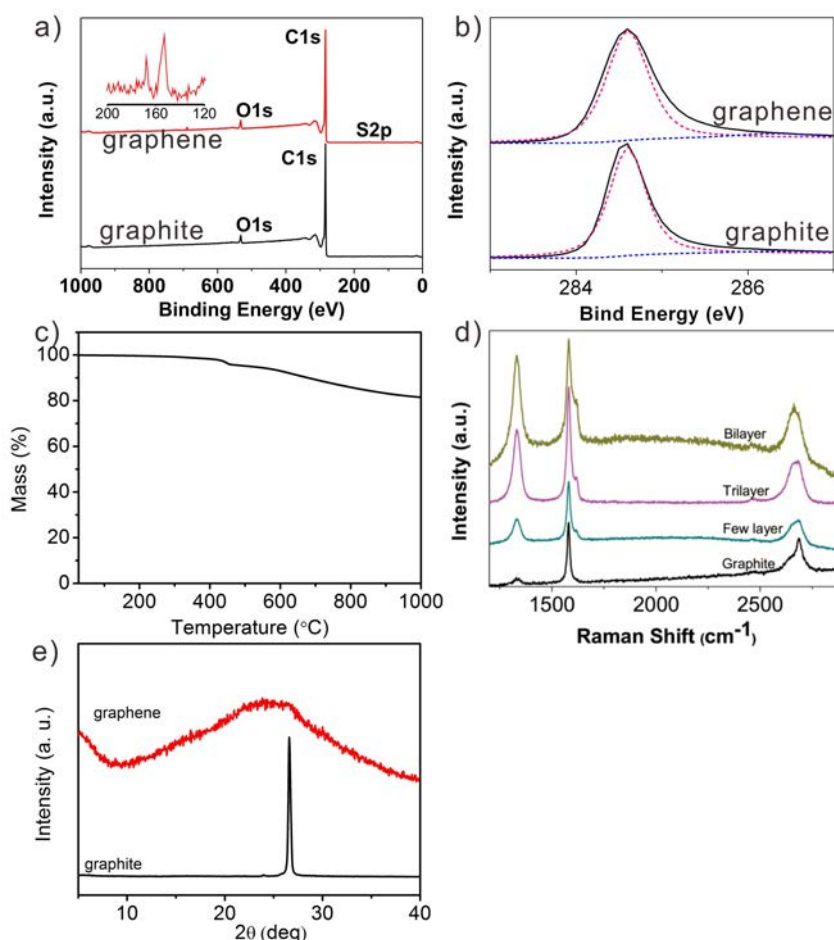 a)
C1s
O1s
S2p
graphene
200 160 120
C1s
O1s
graphite
Intensity (a.u.)
1000 800 600 400 200 0
Binding Energy (eV)
b)
graphene
graphite
Intensity (a.u.)
284 286
Bind Energy (eV)
c)
100
80
60
40
20
0
Mass (%)
200 400 600 800 1000
Temperature (°C)
d)
Bilayer
Trilayer
Few layer
Graphite
Intensity (a.u.)
1500 2000 2500
Raman Shift (cm-1)
e)
graphene
graphite
Intensity (a. u.)
10 20 30 40
2θ (deg)